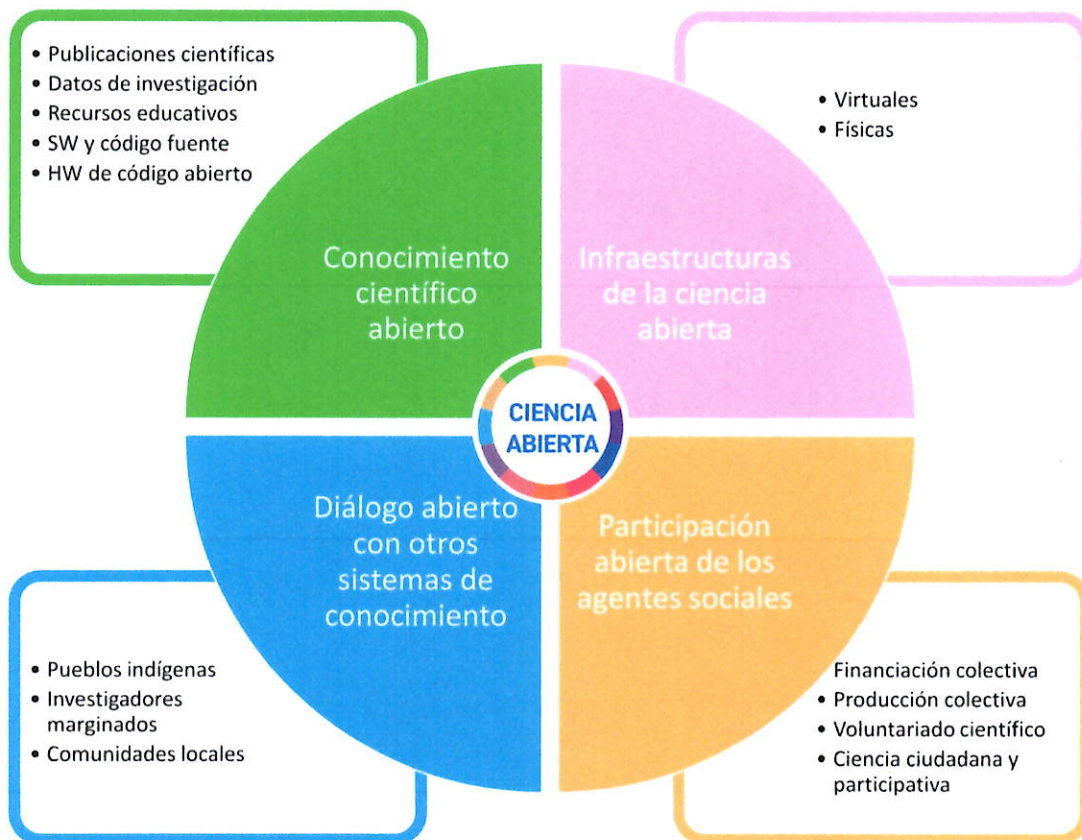 • Publicaciones científicas
• Datos de investigación
• Recursos educativos
• SW y código fuente
• HW de código abierto
• Virtuales
• Físicas
Conocimiento
científico
abierto
Infraestructuras
de la ciencia
abierta
CIENCIA
ABIERTA
Diálogo abierto
con otros
sistemas de
conocimiento
Participación
abierta de los
agentes sociales
• Pueblos indígenas
• Investigadores
marginados
• Comunidades locales
Financiación colectiva
• Producción colectiva
• Voluntariado científico
• Ciencia ciudadana y
participativa